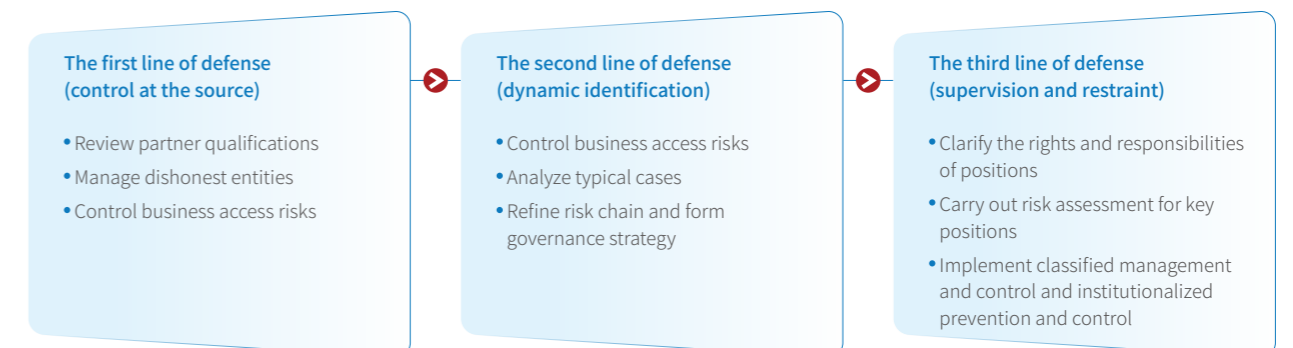 The first line of defense
(control at the source)
• Review partner qualifications
• Manage dishonest entities
• Control business access risks
The second line of defense
(dynamic identification)
• Control business access risks
• Analyze typical cases
• Refine risk chain and form
governance strategy
The third line of defense
(supervision and restraint)
• Clarify the rights and responsibilities
of positions
• Carry out risk assessment for key
positions
• Implement classified management
and control and institutionalized
prevention and control